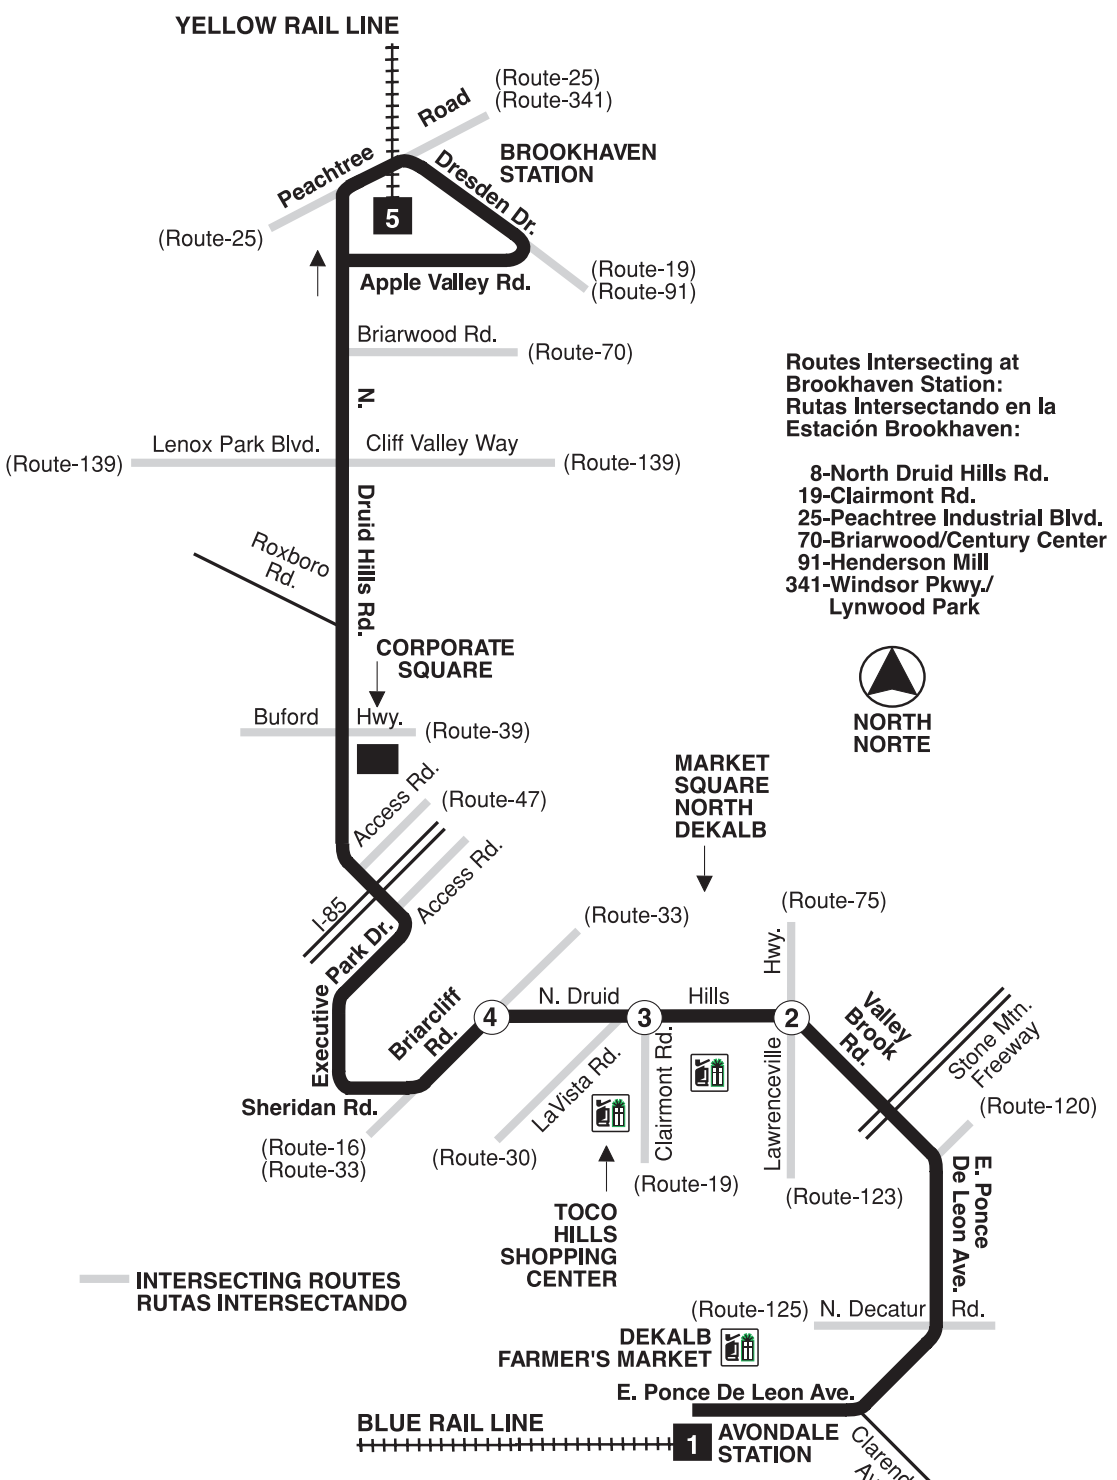 YELLOW RAIL LINE
(Route-25)
(Route-341)
Peachtree Road
BROOKHAVEN
STATION
Dresden Dr.
5
(Route-25)
(Route-19)
(Route-91)
Apple Valley Rd.
Briarwood Rd.
(Route-70)
Routes Intersecting at
Brookhaven Station:
Rutas Intersectando en la
Estación Brookhaven:
8-North Druid Hills Rd.
19-Clairmont Rd.
25-Peachtree Industrial Blvd.
70-Briarwood/Century Center
91-Henderson Mill
341-Windsor Pkwy./
Lynwood Park
N. Druid Hills Rd.
(Route-139)
Lenox Park Blvd.
Cliff Valley Way
(Route-139)
Roxboro
Rd.
CORPORATE
SQUARE
NORTH
NORTE
Buford Hwy.
(Route-39)
Access Rd.
(Route-47)
I-85
Access Rd.
MARKET
SQUARE
NORTH
DEKALB
Executive Park Dr.
Sheridan Rd.
Briarcliff
Rd.
(Route-16)
(Route-33)
4
(Route-33)
N. Druid Hills
3
2
(Route-75)
Lawrenceville Hwy.
(Route-123)
LaVista Rd.
(Route-30)
Clairmont Rd.
(Route-19)
Valley
Brook
Rd.
Stone Mtn.
Freeway
(Route-120)
TOCO
HILLS
SHOPPING
CENTER
E. Ponce
De Leon Ave.
INTERSECTING ROUTES
RUTAS INTERSECTANDO
(Route-125)
N. Decatur Rd.
DEKALB
FARMER'S MARKET
E. Ponce De Leon Ave.
BLUE RAIL LINE
1
AVONDALE
STATION